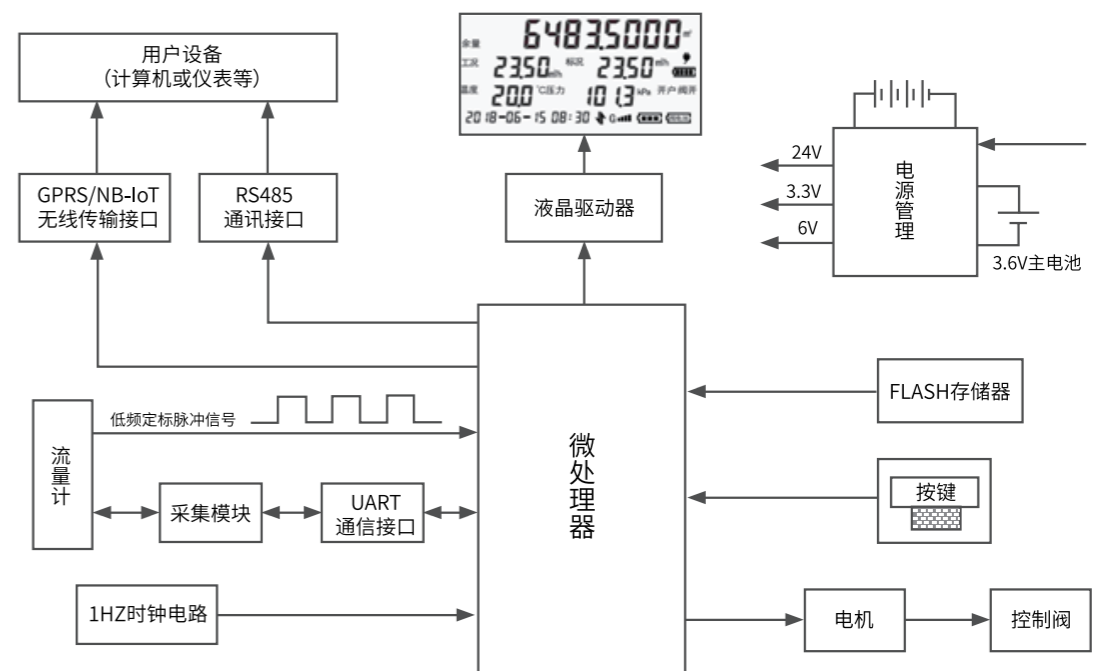 用户设备
（计算机或仪表等）
余量 6483.5000 m³
工况 23.50 m/h 标况 23.50 m/h
温度 20.0 ℃ 压力 101.3 kPa 开户 阀开
2018-06-15 08:30 G
GPRS/NB-IoT
无线传输接口
RS485
通讯接口
液晶驱动器
24V
3.3V
6V
电源管理
3.6V主电池
低频定标脉冲信号
流量计
采集模块
UART
通信接口
1HZ时钟电路
微处理器
FLASH存储器
按键
电机
控制阀